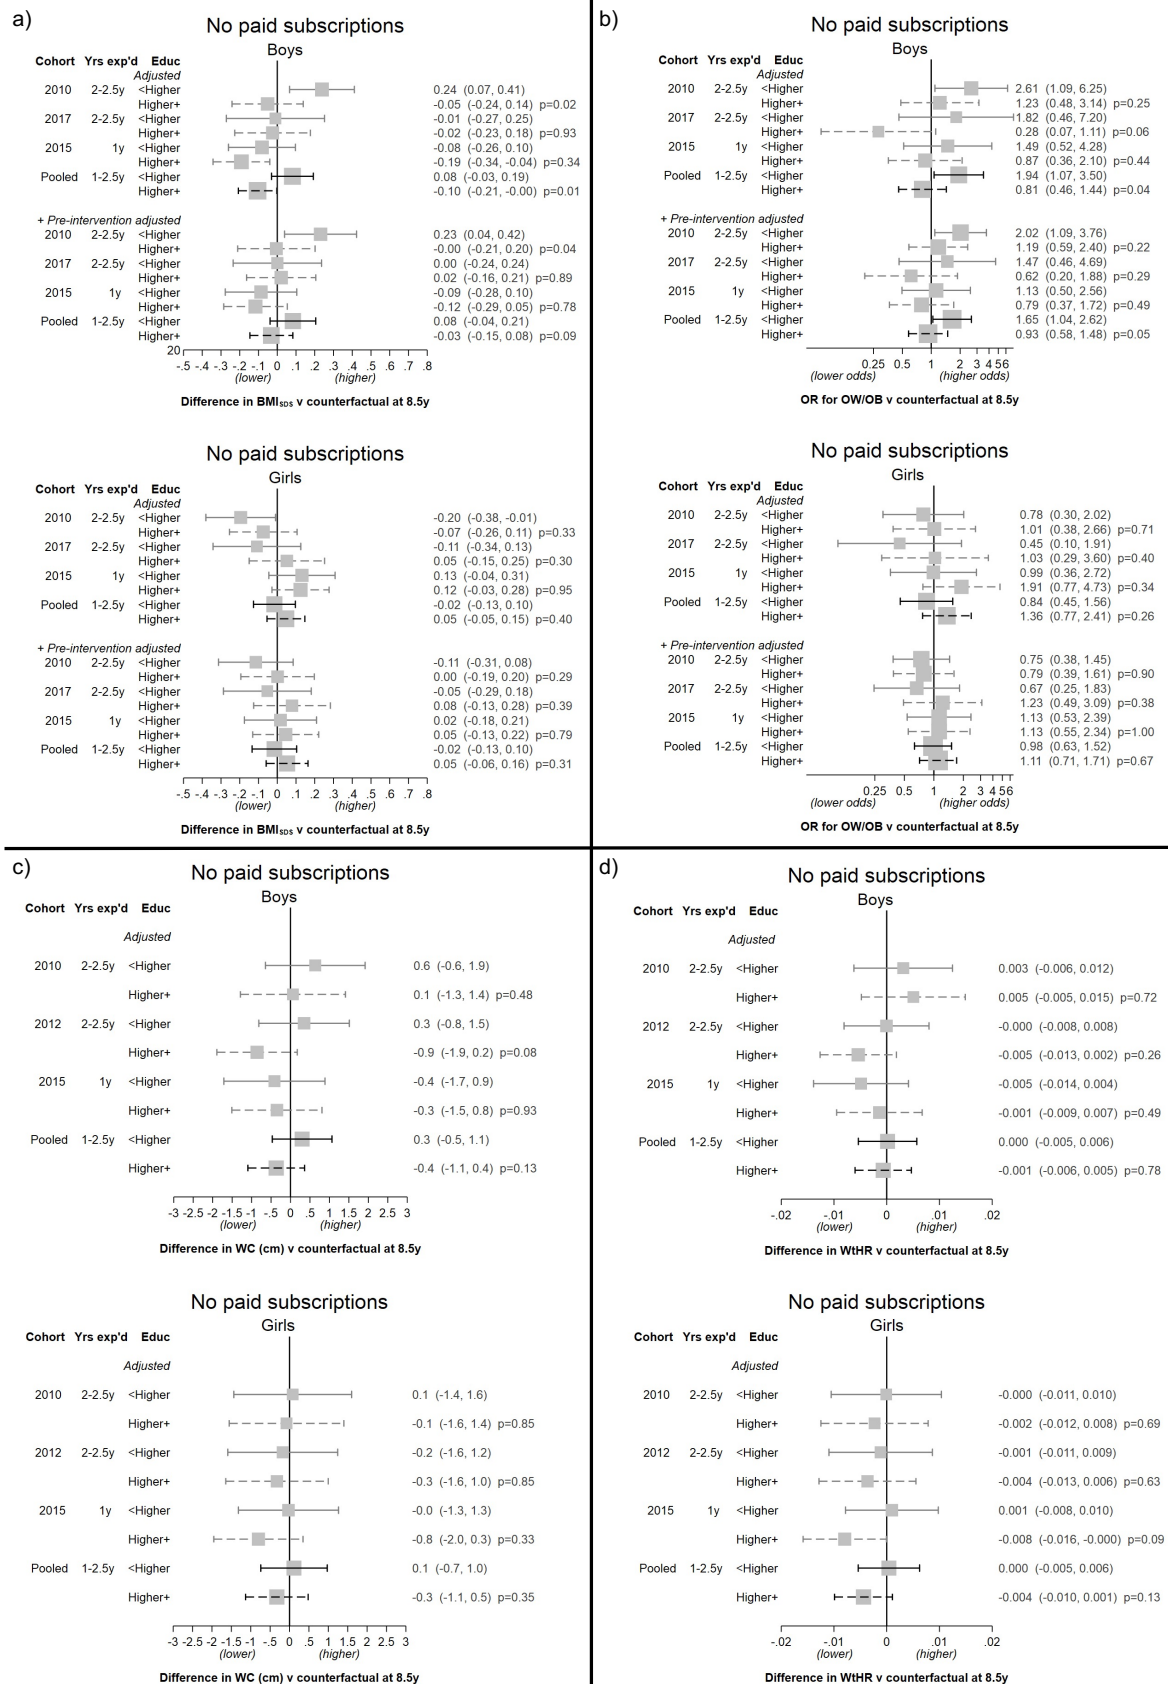 a)
No paid subscriptions
Boys
Cohort Yrs exp'd Educ
Adjusted
2010 2-2.5y <Higher 0.24 (0.07, 0.41)
Higher+ -0.05 (-0.24, 0.14) p=0.02
2017 2-2.5y <Higher -0.01 (-0.27, 0.25)
Higher+ -0.02 (-0.23, 0.18) p=0.93
2015 1y <Higher -0.08 (-0.26, 0.10)
Higher+ -0.19 (-0.34, -0.04) p=0.34
Pooled 1-2.5y <Higher 0.08 (-0.03, 0.19)
Higher+ -0.10 (-0.21, -0.00) p=0.01
+ Pre-intervention adjusted
2010 2-2.5y <Higher 0.23 (0.04, 0.42)
Higher+ -0.00 (-0.21, 0.20) p=0.04
2017 2-2.5y <Higher 0.00 (-0.24, 0.24)
Higher+ 0.02 (-0.16, 0.21) p=0.89
2015 1y <Higher -0.09 (-0.28, 0.10)
Higher+ -0.12 (-0.29, 0.05) p=0.78
Pooled 1-2.5y <Higher 0.08 (-0.04, 0.21)
Higher+ -0.03 (-0.15, 0.08) p=0.09
20
-.5 -.4 -.3 -.2 -.1 0 .1 .2 .3 .4 .5 .6 .7 .8
(lower) (higher)
Difference in BMISDS v counterfactual at 8.5y
No paid subscriptions
Girls
Cohort Yrs exp'd Educ
Adjusted
2010 2-2.5y <Higher -0.20 (-0.38, -0.01)
Higher+ -0.07 (-0.26, 0.11) p=0.33
2017 2-2.5y <Higher -0.11 (-0.34, 0.13)
Higher+ 0.05 (-0.15, 0.25) p=0.30
2015 1y <Higher 0.13 (-0.04, 0.31)
Higher+ 0.12 (-0.03, 0.28) p=0.95
Pooled 1-2.5y <Higher -0.02 (-0.13, 0.10)
Higher+ 0.05 (-0.05, 0.15) p=0.40
+ Pre-intervention adjusted
2010 2-2.5y <Higher -0.11 (-0.31, 0.08)
Higher+ 0.00 (-0.19, 0.20) p=0.29
2017 2-2.5y <Higher -0.05 (-0.29, 0.18)
Higher+ 0.08 (-0.13, 0.28) p=0.39
2015 1y <Higher 0.02 (-0.18, 0.21)
Higher+ 0.05 (-0.13, 0.22) p=0.79
Pooled 1-2.5y <Higher -0.02 (-0.13, 0.10)
Higher+ 0.05 (-0.06, 0.16) p=0.31
-.5 -.4 -.3 -.2 -.1 0 .1 .2 .3 .4 .5 .6 .7 .8
(lower) (higher)
Difference in BMISDS v counterfactual at 8.5y
b)
No paid subscriptions
Boys
Cohort Yrs exp'd Educ
Adjusted
2010 2-2.5y <Higher 2.61 (1.09, 6.25)
Higher+ 1.23 (0.48, 3.14) p=0.25
2017 2-2.5y <Higher 1.82 (0.46, 7.20)
Higher+ 0.28 (0.07, 1.11) p=0.06
2015 1y <Higher 1.49 (0.52, 4.28)
Higher+ 0.87 (0.36, 2.10) p=0.44
Pooled 1-2.5y <Higher 1.94 (1.07, 3.50)
Higher+ 0.81 (0.46, 1.44) p=0.04
+ Pre-intervention adjusted
2010 2-2.5y <Higher 2.02 (1.09, 3.76)
Higher+ 1.19 (0.59, 2.40) p=0.22
2017 2-2.5y <Higher 1.47 (0.46, 4.69)
Higher+ 0.62 (0.20, 1.88) p=0.29
2015 1y <Higher 1.13 (0.50, 2.56)
Higher+ 0.79 (0.37, 1.72) p=0.49
Pooled 1-2.5y <Higher 1.65 (1.04, 2.62)
Higher+ 0.93 (0.58, 1.48) p=0.05
0.25 0.5 1 2 3 4 5 6
(lower odds) (higher odds)
OR for OW/OB v counterfactual at 8.5y
No paid subscriptions
Girls
Cohort Yrs exp'd Educ
Adjusted
2010 2-2.5y <Higher 0.78 (0.30, 2.02)
Higher+ 1.01 (0.38, 2.66) p=0.71
2017 2-2.5y <Higher 0.45 (0.10, 1.91)
Higher+ 1.03 (0.29, 3.60) p=0.40
2015 1y <Higher 0.99 (0.36, 2.72)
Higher+ 1.91 (0.77, 4.73) p=0.34
Pooled 1-2.5y <Higher 0.84 (0.45, 1.56)
Higher+ 1.36 (0.77, 2.41) p=0.26
+ Pre-intervention adjusted
2010 2-2.5y <Higher 0.75 (0.38, 1.45)
Higher+ 0.79 (0.39, 1.61) p=0.90
2017 2-2.5y <Higher 0.67 (0.25, 1.83)
Higher+ 1.23 (0.49, 3.09) p=0.38
2015 1y <Higher 1.13 (0.53, 2.39)
Higher+ 1.13 (0.55, 2.34) p=1.00
Pooled 1-2.5y <Higher 0.98 (0.63, 1.52)
Higher+ 1.11 (0.71, 1.71) p=0.67
0.25 0.5 1 2 3 4 5 6
(lower odds) (higher odds)
OR for OW/OB v counterfactual at 8.5y
c)
No paid subscriptions
Boys
Cohort Yrs exp'd Educ
Adjusted
2010 2-2.5y <Higher 0.6 (-0.6, 1.9)
Higher+ 0.1 (-1.3, 1.4) p=0.48
2012 2-2.5y <Higher 0.3 (-0.8, 1.5)
Higher+ -0.9 (-1.9, 0.2) p=0.08
2015 1y <Higher -0.4 (-1.7, 0.9)
Higher+ -0.3 (-1.5, 0.8) p=0.93
Pooled 1-2.5y <Higher 0.3 (-0.5, 1.1)
Higher+ -0.4 (-1.1, 0.4) p=0.13
-3 -2.5 -2 -1.5 -1 -.5 0 .5 1 1.5 2 2.5 3
(lower) (higher)
Difference in WC (cm) v counterfactual at 8.5y
No paid subscriptions
Girls
Cohort Yrs exp'd Educ
Adjusted
2010 2-2.5y <Higher 0.1 (-1.4, 1.6)
Higher+ -0.1 (-1.6, 1.4) p=0.85
2012 2-2.5y <Higher -0.2 (-1.6, 1.2)
Higher+ -0.3 (-1.6, 1.0) p=0.85
2015 1y <Higher -0.0 (-1.3, 1.3)
Higher+ -0.8 (-2.0, 0.3) p=0.33
Pooled 1-2.5y <Higher 0.1 (-0.7, 1.0)
Higher+ -0.3 (-1.1, 0.5) p=0.35
-3 -2.5 -2 -1.5 -1 -.5 0 .5 1 1.5 2 2.5 3
(lower) (higher)
Difference in WC (cm) v counterfactual at 8.5y
d)
No paid subscriptions
Boys
Cohort Yrs exp'd Educ
Adjusted
2010 2-2.5y <Higher 0.003 (-0.006, 0.012)
Higher+ 0.005 (-0.005, 0.015) p=0.72
2012 2-2.5y <Higher -0.000 (-0.008, 0.008)
Higher+ -0.005 (-0.013, 0.002) p=0.26
2015 1y <Higher -0.005 (-0.014, 0.004)
Higher+ -0.001 (-0.009, 0.007) p=0.49
Pooled 1-2.5y <Higher 0.000 (-0.005, 0.006)
Higher+ -0.001 (-0.006, 0.005) p=0.78
-.02 -.01 0 .01 .02
(lower) (higher)
Difference in WtHR v counterfactual at 8.5y
No paid subscriptions
Girls
Cohort Yrs exp'd Educ
Adjusted
2010 2-2.5y <Higher -0.000 (-0.011, 0.010)
Higher+ -0.002 (-0.012, 0.008) p=0.69
2012 2-2.5y <Higher -0.001 (-0.011, 0.009)
Higher+ -0.004 (-0.013, 0.006) p=0.63
2015 1y <Higher 0.001 (-0.008, 0.010)
Higher+ -0.008 (-0.016, -0.000) p=0.09
Pooled 1-2.5y <Higher 0.000 (-0.005, 0.006)
Higher+ -0.004 (-0.010, 0.001) p=0.13
-.02 -.01 0 .01 .02
(lower) (higher)
Difference in WtHR v counterfactual at 8.5y